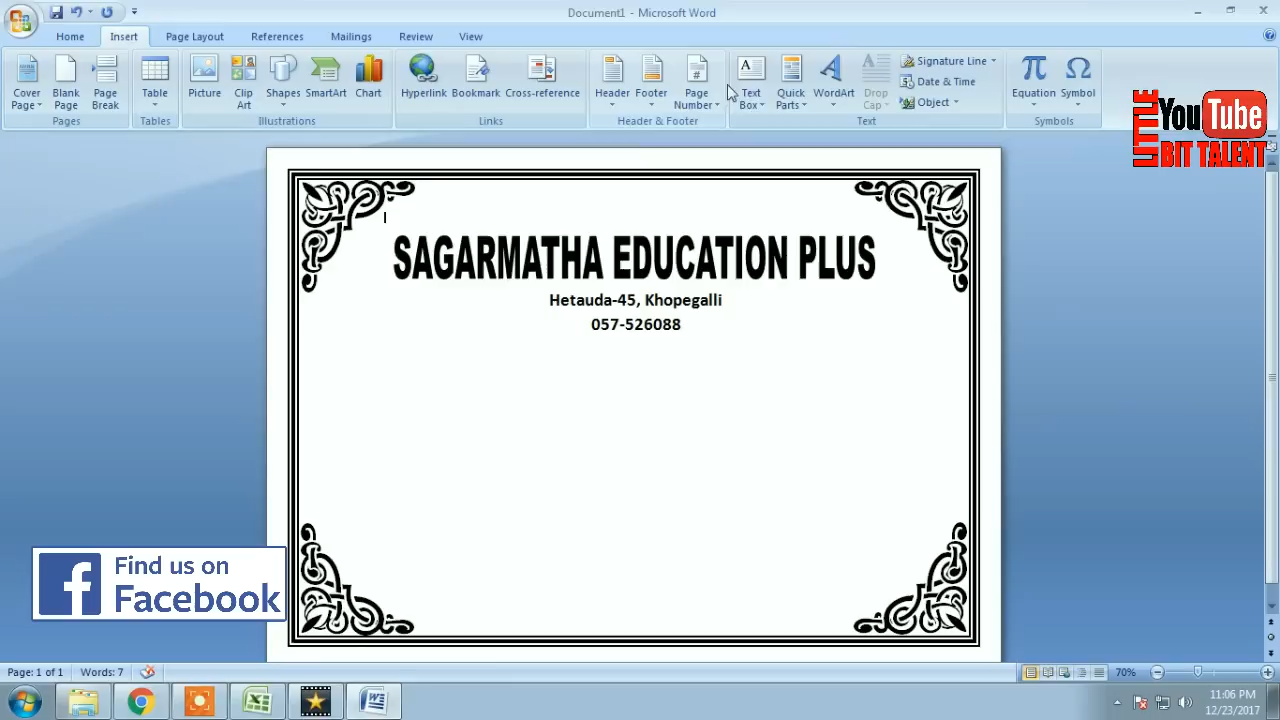 Document1 - Microsoft Word
Home Insert Page Layout References Mailings Review View
Cover Page Blank Page Page Break Table Picture Clip Art Shapes SmartArt Chart Hyperlink Bookmark Cross-reference Header Footer Page Number Text Box Quick Parts WordArt Drop Cap Signature Line Date & Time Object Equation Symbol
Pages Tables Illustrations Links Header & Footer Text Symbols
LITTLE
YouTube
BIT TALENT
SAGARMATHA EDUCATION PLUS
Hetauda-45, Khopegalli
057-526088
Find us on
Facebook
Page: 1 of 1 Words: 7 70%
11:06 PM
12/23/2017